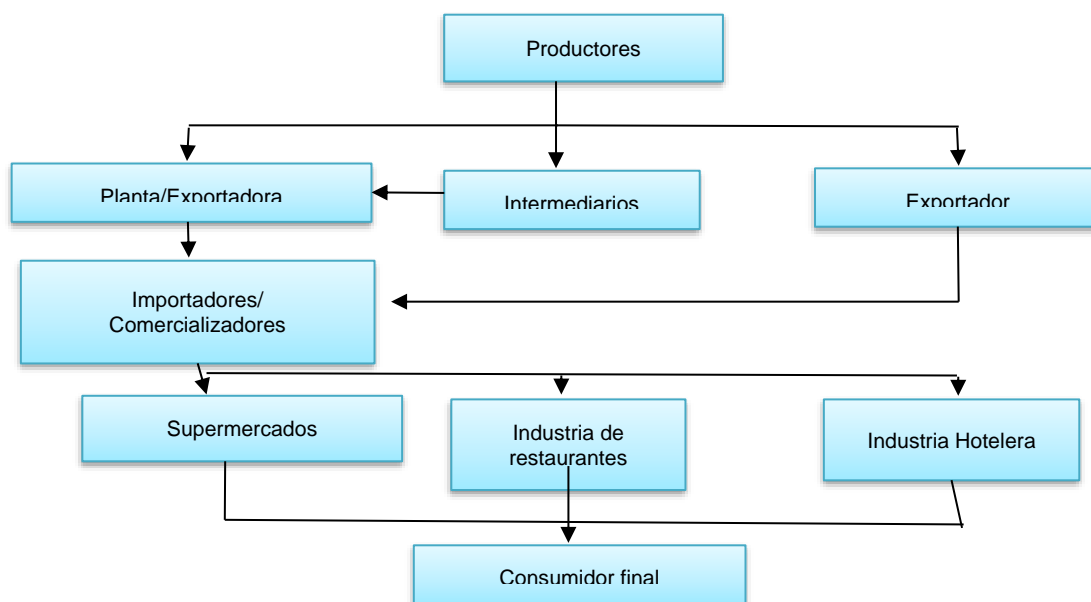 Productores
Planta/Exportadora
Intermediarios
Exportador
Importadores/
Comercializadores
Supermercados
Industria de
restaurantes
Industria Hotelera
Consumidor final